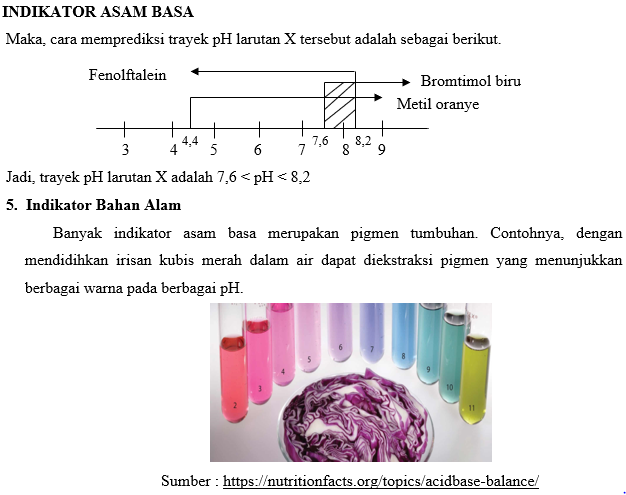 INDIKATOR ASAM BASA
Maka, cara memprediksi trayek pH larutan X tersebut adalah sebagai berikut.
Fenolftalein
Bromtimol biru
Metil oranye
4,4 7,6 8,2
3 4 5 6 7 8 9
Jadi, trayek pH larutan X adalah 7,6 < pH < 8,2
5. Indikator Bahan Alam
Banyak indikator asam basa merupakan pigmen tumbuhan. Contohnya, dengan
mendidihkan irisan kubis merah dalam air dapat diekstraksi pigmen yang menunjukkan
berbagai warna pada berbagai pH.
2 3 4 5 6 7 8 9 10 11
Sumber : https://nutritionfacts.org/topics/acidbase-balance/